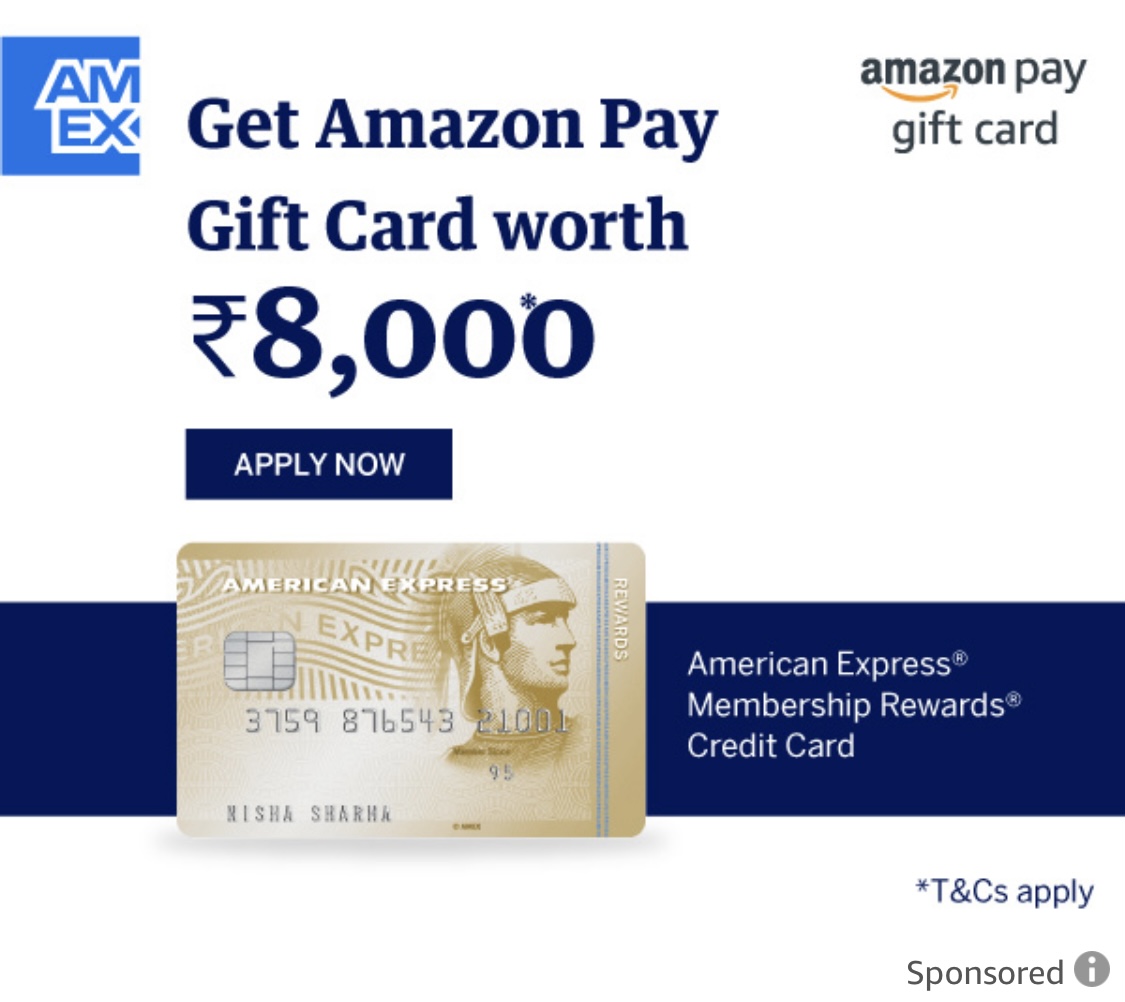 AM
EX
amazon pay
gift card
Get Amazon Pay
Gift Card worth
₹8,000*
APPLY NOW
AMERICAN EXPRESS
REWARDS
3759 876543 21001
Member Since
95
NISHA SHARMA
© AMEX
American Express®
Membership Rewards®
Credit Card
*T&Cs apply
Sponsored